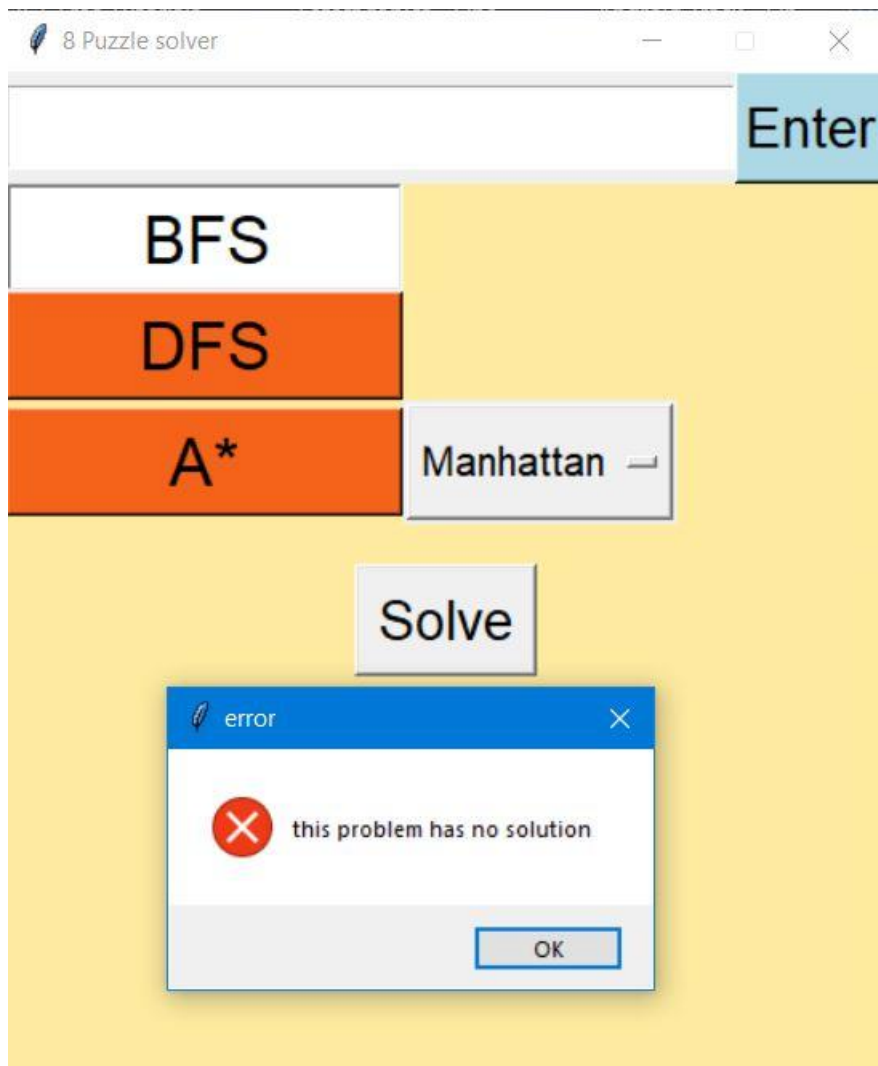 8 Puzzle solver
Enter
BFS
DFS
A*
Manhattan
Solve
error
this problem has no solution
OK